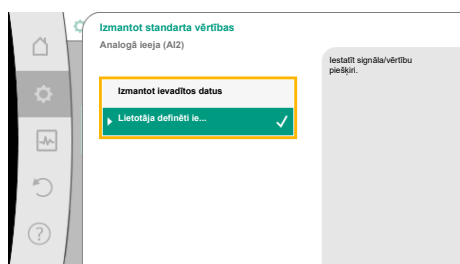 Izmantot standarta vērtības
Analogā ieeja (AI2)
Izmantot ievadītos datus
Lietotāja definēti ie...
Iestatīt signāla/vērtību
piešķiri.